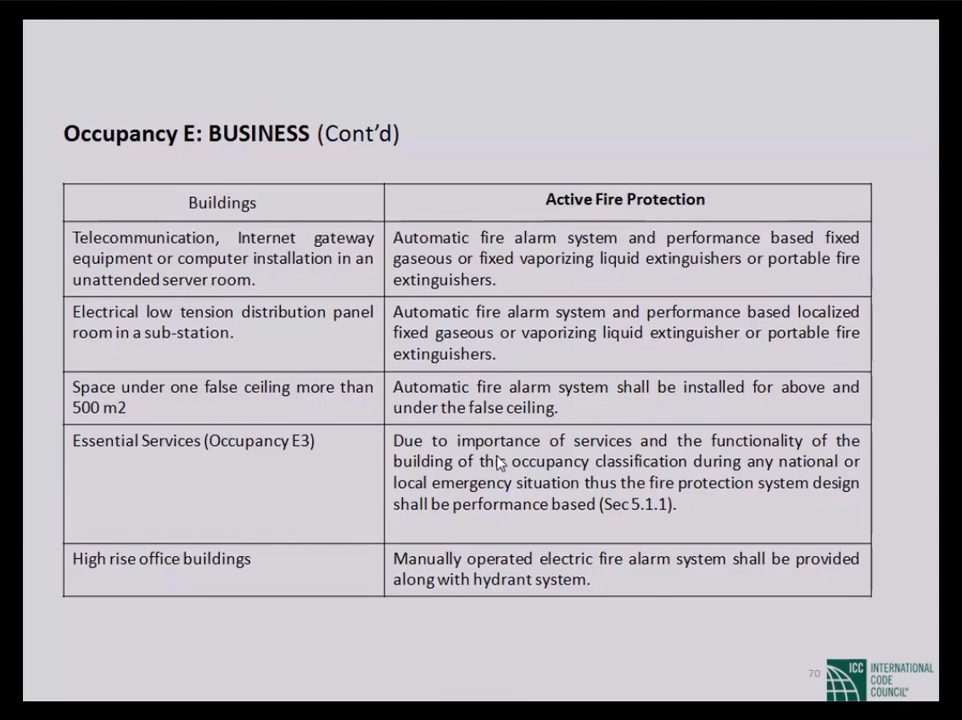 Occupancy E: BUSINESS (Cont'd)
Buildings
Active Fire Protection
Telecommunication, Internet gateway
equipment or computer installation in an
unattended server room.
Automatic fire alarm system and performance based fixed
gaseous or fixed vaporizing liquid extinguishers or portable fire
extinguishers.
Electrical low tension distribution panel
room in a sub-station.
Automatic fire alarm system and performance based localized
fixed gaseous or vaporizing liquid extinguisher or portable fire
extinguishers.
Space under one false ceiling more than
500 m2
Automatic fire alarm system shall be installed for above and
under the false ceiling.
Essential Services (Occupancy E3)
Due to importance of services and the functionality of the
building of this occupancy classification during any national or
local emergency situation thus the fire protection system design
shall be performance based (Sec 5.1.1).
High rise office buildings
Manually operated electric fire alarm system shall be provided
along with hydrant system.
70
ICC
INTERNATIONAL
CODE
COUNCIL®